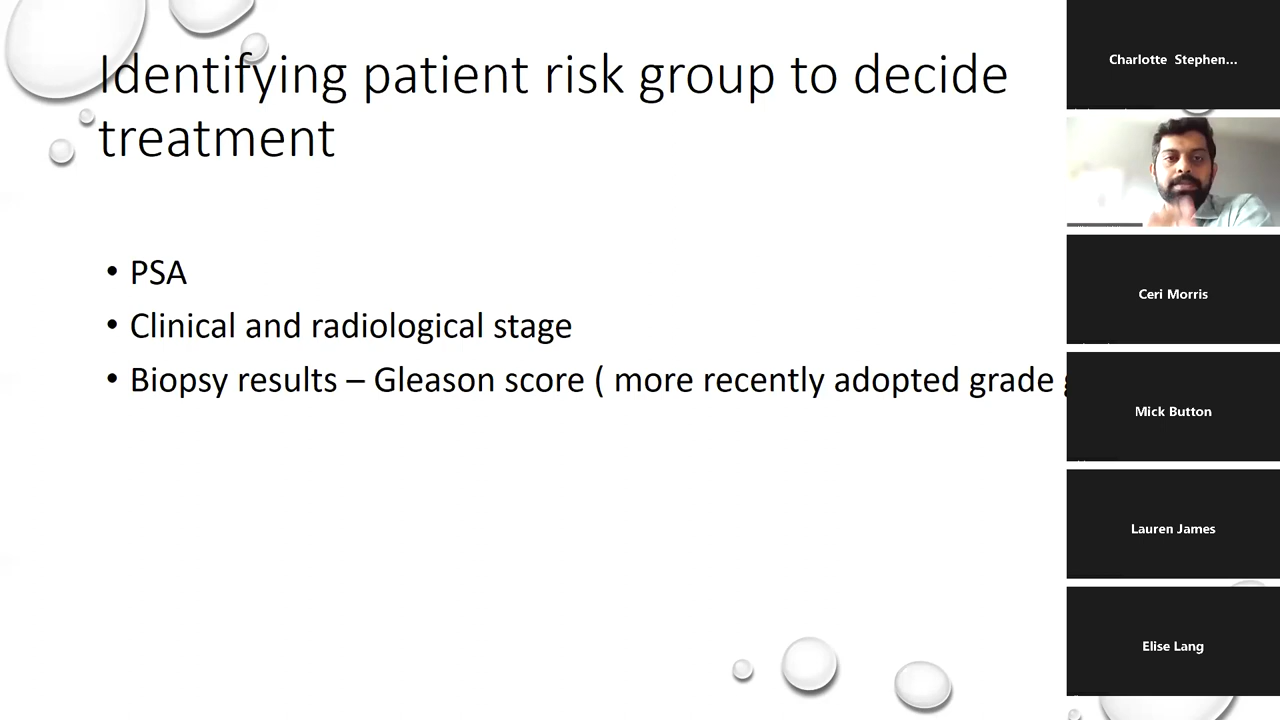 Identifying patient risk group to decide
treatment
• PSA
• Clinical and radiological stage
• Biopsy results – Gleason score ( more recently adopted grade
Charlotte Stephen...
Ceri Morris
Mick Button
Lauren James
Elise Lang